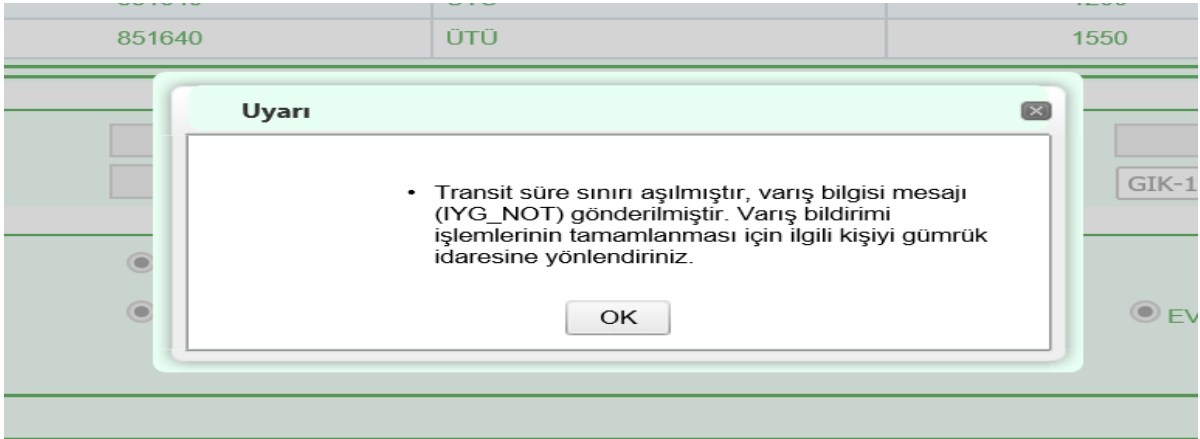 851640 ÜTÜ 1550
Uyarı
• Transit süre sınırı aşılmıştır, varış bilgisi mesajı
(IYG_NOT) gönderilmiştir. Varış bildirimi
işlemlerinin tamamlanması için ilgili kişiyi gümrük
idaresine yönlendiriniz.
GIK-1
OK
EV